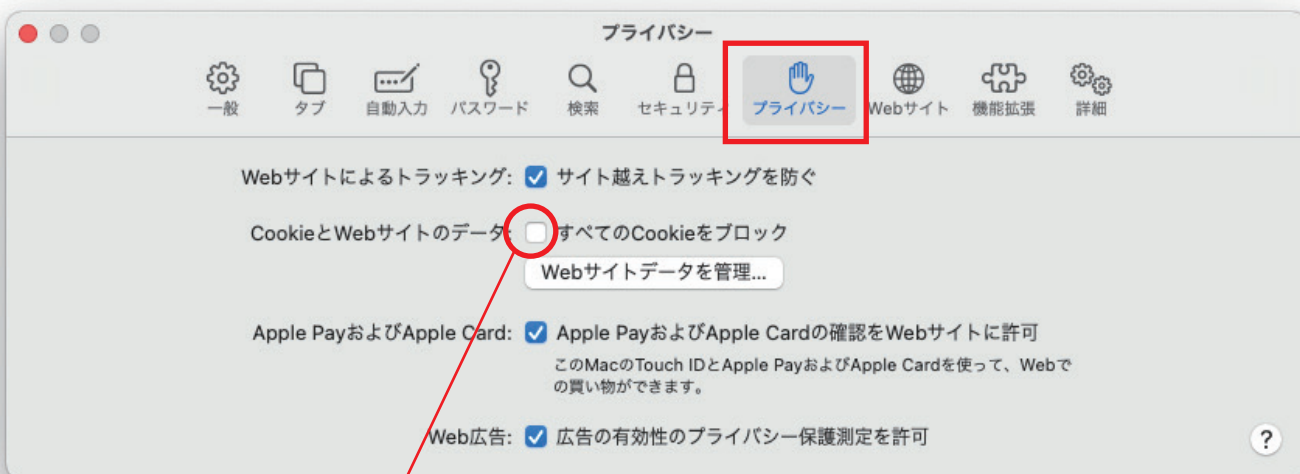 プライバシー
一般 タブ 自動入力 パスワード 検索 セキュリティ プライバシー Webサイト 機能拡張 詳細
Webサイトによるトラッキング: サイト越えトラッキングを防ぐ
CookieとWebサイトのデータ: すべてのCookieをブロック
Webサイトデータを管理...
Apple PayおよびApple Card: Apple PayおよびApple Cardの確認をWebサイトに許可
このMacのTouch IDとApple PayおよびApple Cardを使って、Webで
の買い物ができます。
Web広告: 広告の有効性のプライバシー保護測定を許可
?